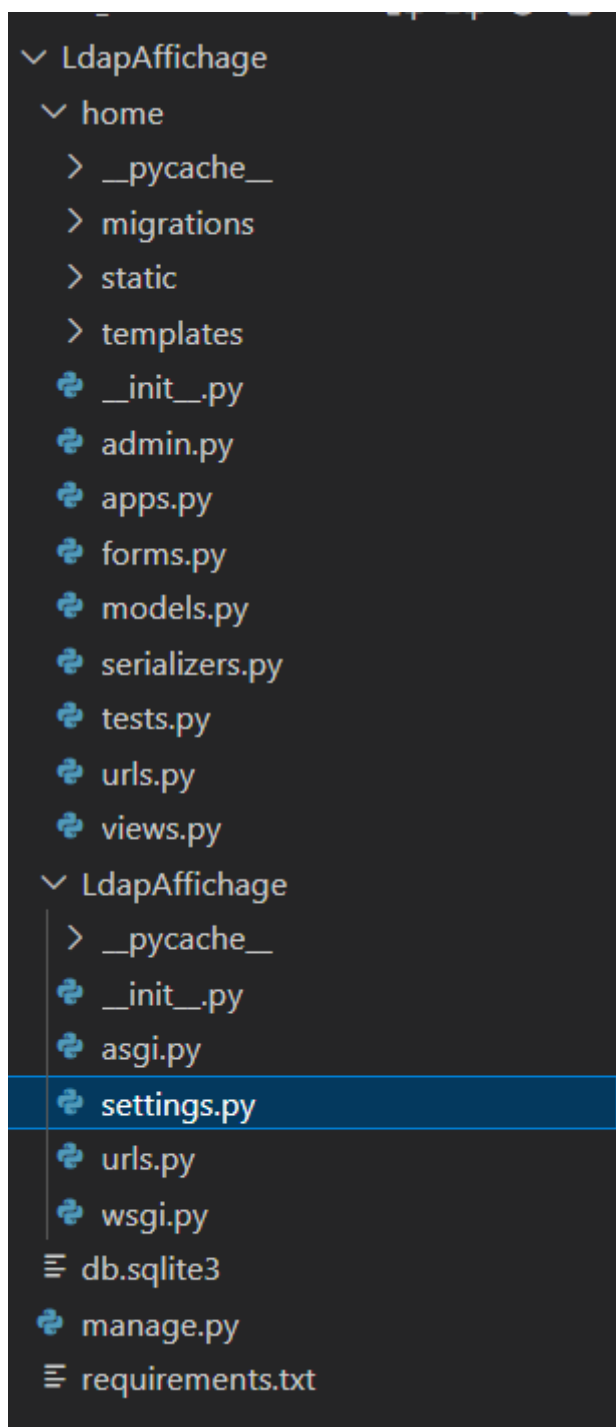 LdapAffichage
home
__pycache__
migrations
static
templates
__init__.py
admin.py
apps.py
forms.py
models.py
serializers.py
tests.py
urls.py
views.py
LdapAffichage
__pycache__
__init__.py
asgi.py
settings.py
urls.py
wsgi.py
db.sqlite3
manage.py
requirements.txt